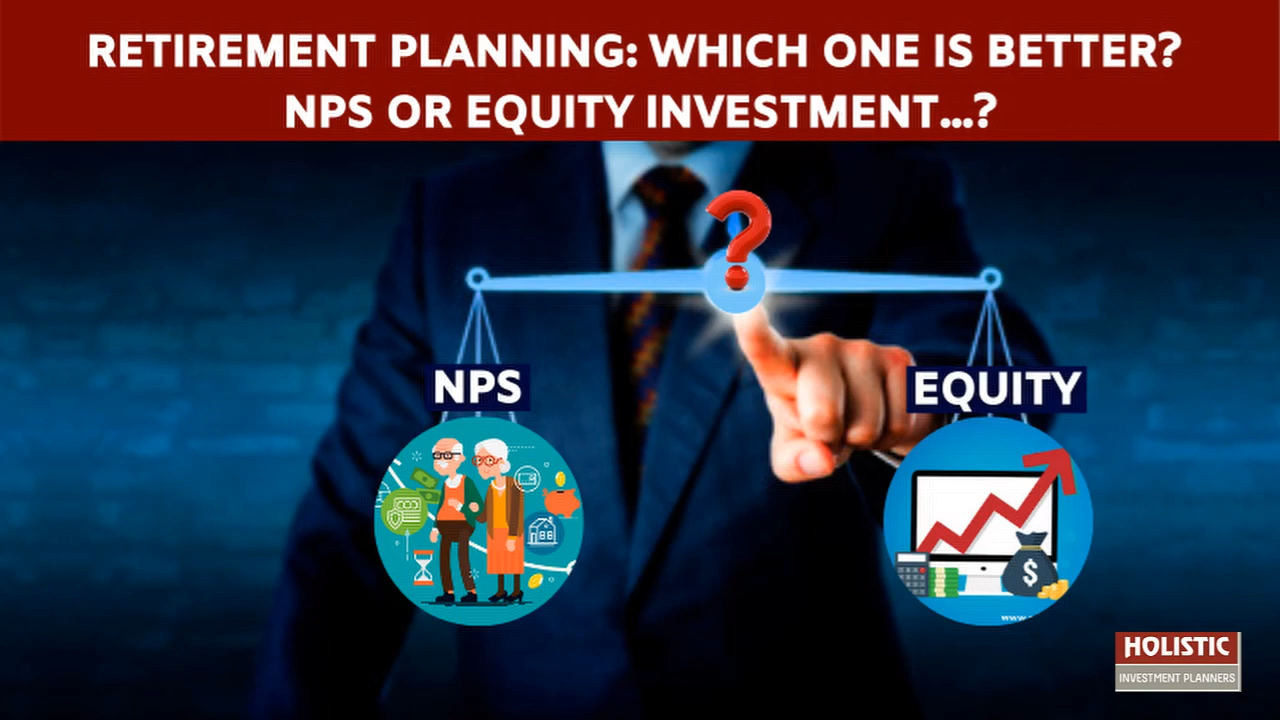 RETIREMENT PLANNING: WHICH ONE IS BETTER?
NPS OR EQUITY INVESTMENT...?
?
NPS
EQUITY
$
HOLISTIC
INVESTMENT PLANNERS